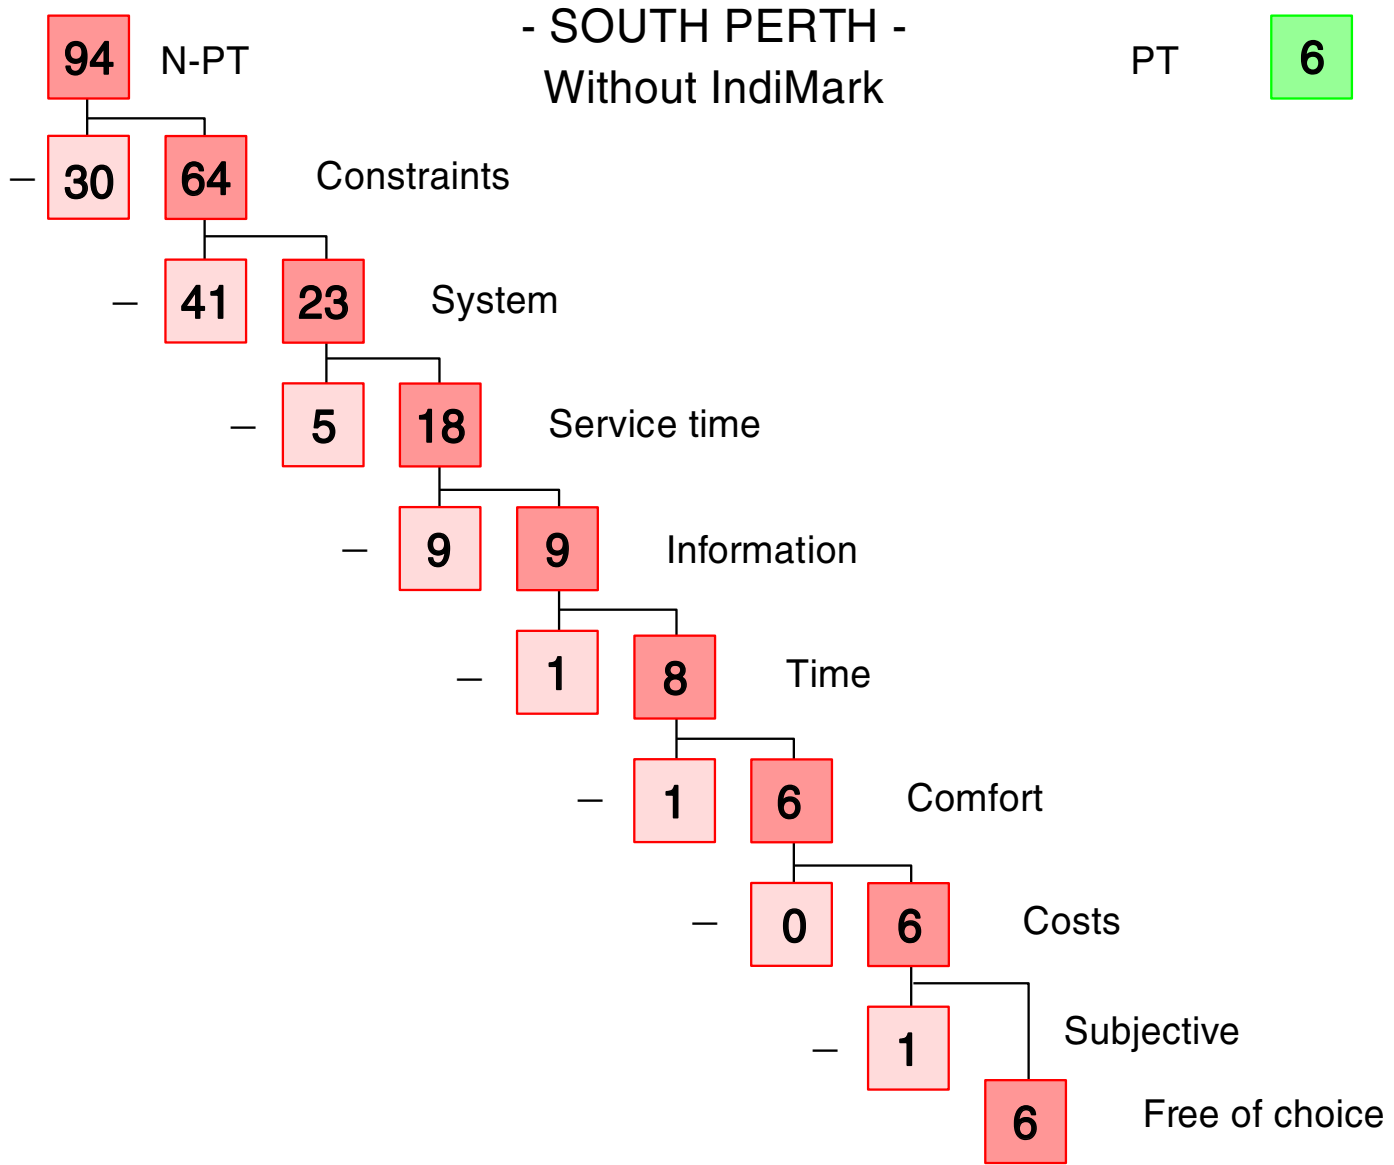 - SOUTH PERTH -
Without IndiMark
94 N-PT PT 6
– 30 64 Constraints
– 41 23 System
– 5 18 Service time
– 9 9 Information
– 1 8 Time
– 1 6 Comfort
– 0 6 Costs
– 1 Subjective
6 Free of choice